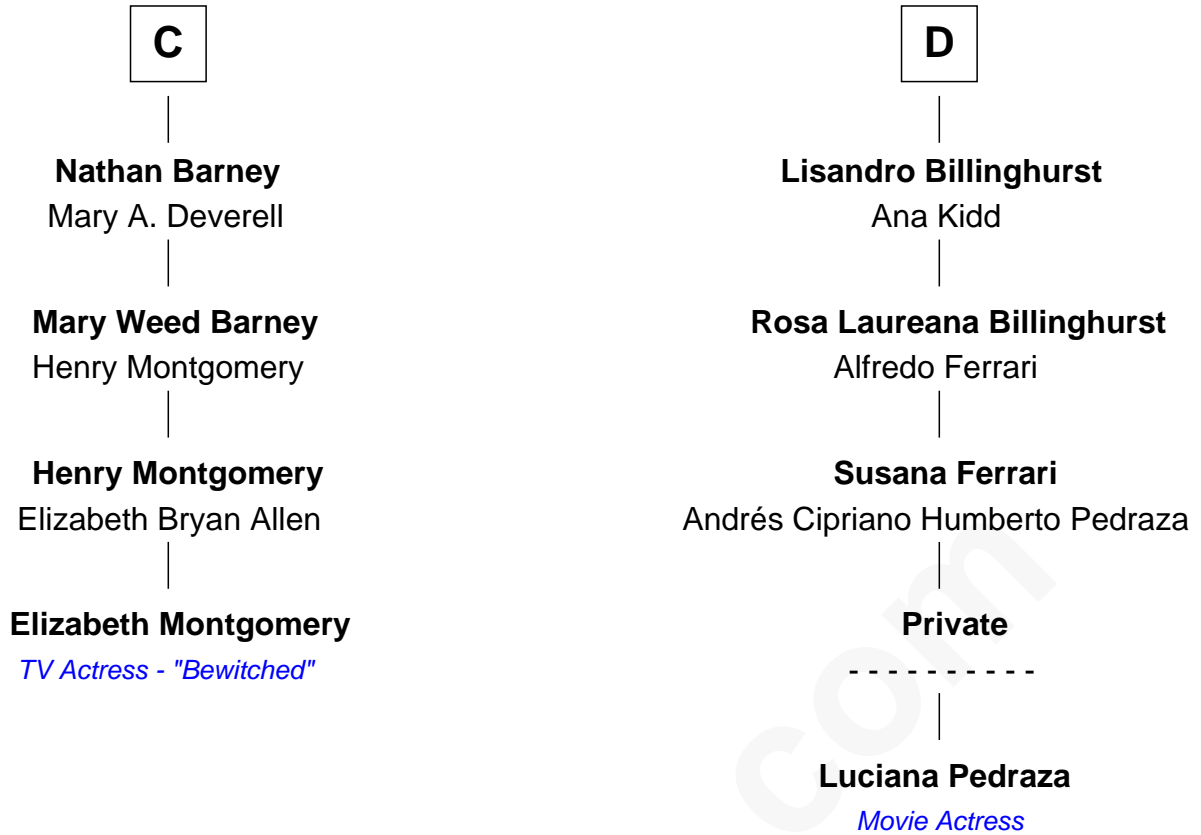 C
Nathan Barney
Mary A. Deverell
Mary Weed Barney
Henry Montgomery
Henry Montgomery
Elizabeth Bryan Allen
Elizabeth Montgomery
TV Actress - "Bewitched"
D
Lisandro Billinghurst
Ana Kidd
Rosa Laureana Billinghurst
Alfredo Ferrari
Susana Ferrari
Andrés Cipriano Humberto Pedraza
Private
- - - - - - - - - -
Luciana Pedraza
Movie Actress
com